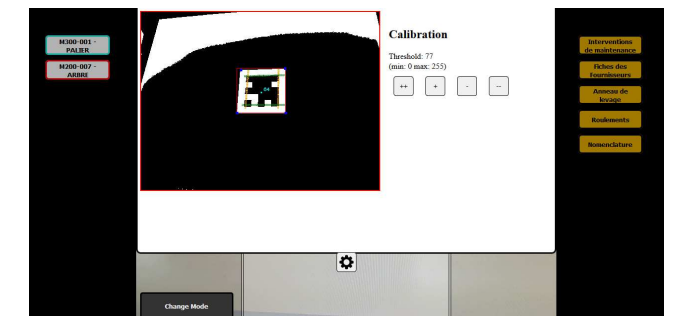 M300-001 -
PALIER
M200-007 -
ARBRE
Calibration
Threshold: 77
(min: 0 max: 255)
++
+
-
--
Interventions
de maintenance
Fiches des
Fournisseurs
Anneau de
levage
Roulements
Nomenclature
Change Mode